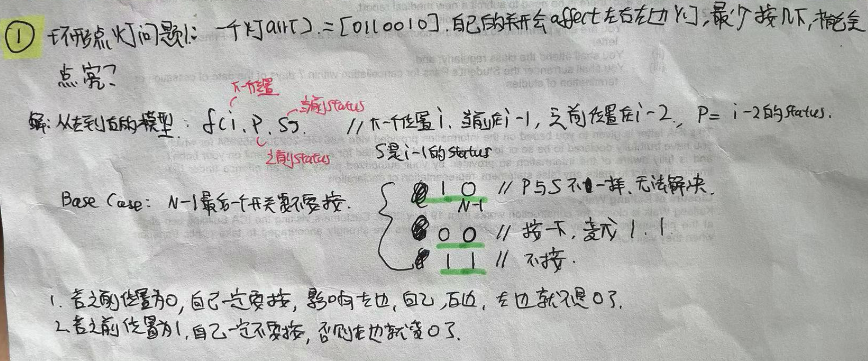 ① 环形点灯问题: 一个灯arr = [0110010]. 自己的开关会affect左右灯, 最少按几下, 才能全
点亮?
下一个位置
当前status
解: 从左到右的模型: f(i, P, S). // 下一个位置i, 当前在i-1, 之前位置在i-2, P = i-2的status.
之前status
S是i-1的status
Base Case: N-1最后一个开关要不要按.
1 0 // P与S不一样, 无法解决.
N-1
0 0 // 按一下, 变成 1, 1.
1 1 // 不按.
1. 若之前位置为0, 自己一定要按, 影响左边, 自己, 右边, 左边就不是0了.
2. 若之前位置为1, 自己一定不要按, 否则左边就变0了.